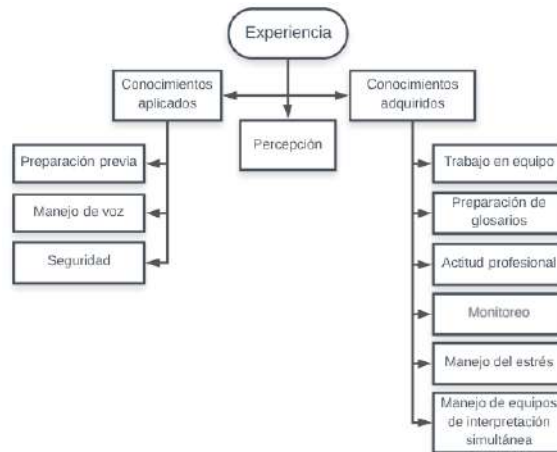 Experiencia
Conocimientos
aplicados
Conocimientos
adquiridos
Percepción
Preparación previa
Manejo de voz
Seguridad
Trabajo en equipo
Preparación de
glosarios
Actitud profesional
Monitoreo
Manejo del estrés
Manejo de equipos
de interpretación
simultánea